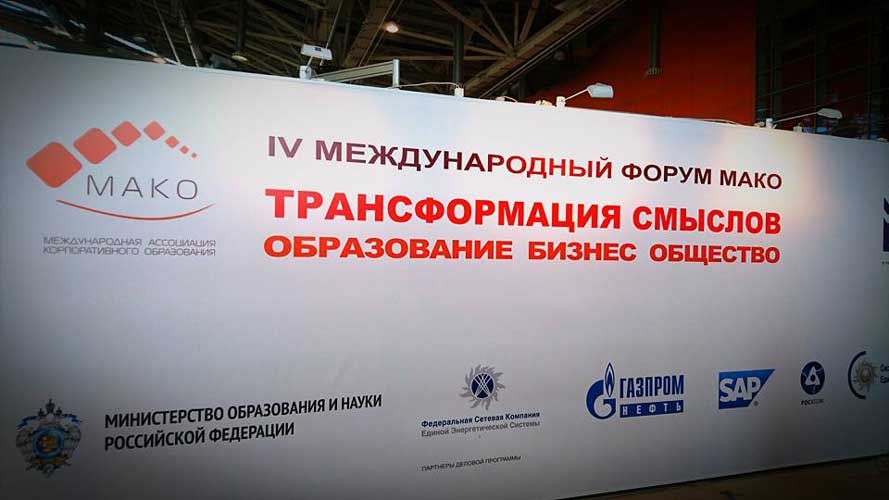 IV МЕЖДУНАРОДНЫЙ ФОРУМ МАКО
ТРАНСФОРМАЦИЯ СМЫСЛОВ
ОБРАЗОВАНИЕ БИЗНЕС ОБЩЕСТВО
МАКО
МЕЖДУНАРОДНАЯ АССОЦИАЦИЯ
КОРПОРАТИВНОГО ОБРАЗОВАНИЯ
МИНИСТЕРСТВО ОБРАЗОВАНИЯ И НАУКИ
РОССИЙСКОЙ ФЕДЕРАЦИИ
Федеральная Сетевая Компания
Единой Энергетической Системы
ПАРТНЕРЫ ДЕЛОВОЙ ПРОГРАММЫ
ГАЗПРОМ
НЕФТЬ
SAP
РОСАТОМ